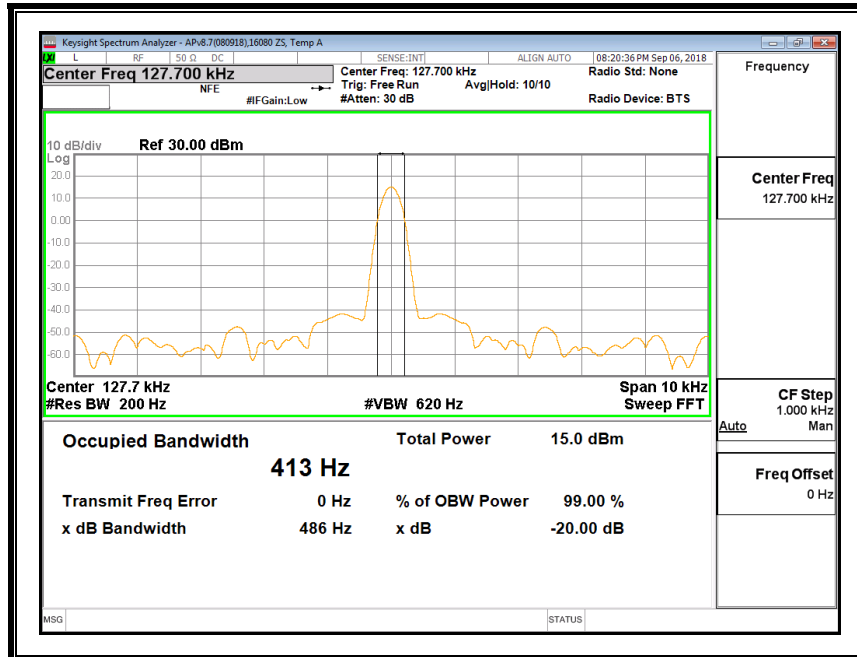 Keysight Spectrum Analyzer - APv8.7(080918),16080 ZS, Temp A
LXI L RF 50 Ω DC SENSE:INT ALIGN AUTO 08:20:36 PM Sep 06, 2018
Center Freq 127.700 kHz
NFE
#IFGain:Low
Center Freq: 127.700 kHz
Trig: Free Run Avg|Hold: 10/10
#Atten: 30 dB
Radio Std: None
Radio Device: BTS
10 dB/div Ref 30.00 dBm
Log
20.0
10.0
0.00
-10.0
-20.0
-30.0
-40.0
-50.0
-60.0
Center 127.7 kHz Span 10 kHz
#Res BW 200 Hz #VBW 620 Hz Sweep FFT
Occupied Bandwidth Total Power 15.0 dBm
413 Hz
Transmit Freq Error 0 Hz % of OBW Power 99.00 %
x dB Bandwidth 486 Hz x dB -20.00 dB
MSG STATUS
Frequency
Center Freq
127.700 kHz
CF Step
1.000 kHz
Auto Man
Freq Offset
0 Hz